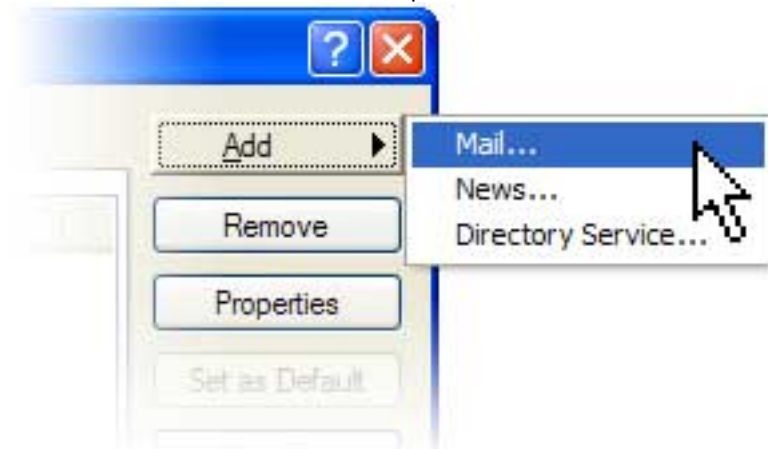 ?
Add
Mail...
News...
Directory Service...
Remove
Properties
Set as Default